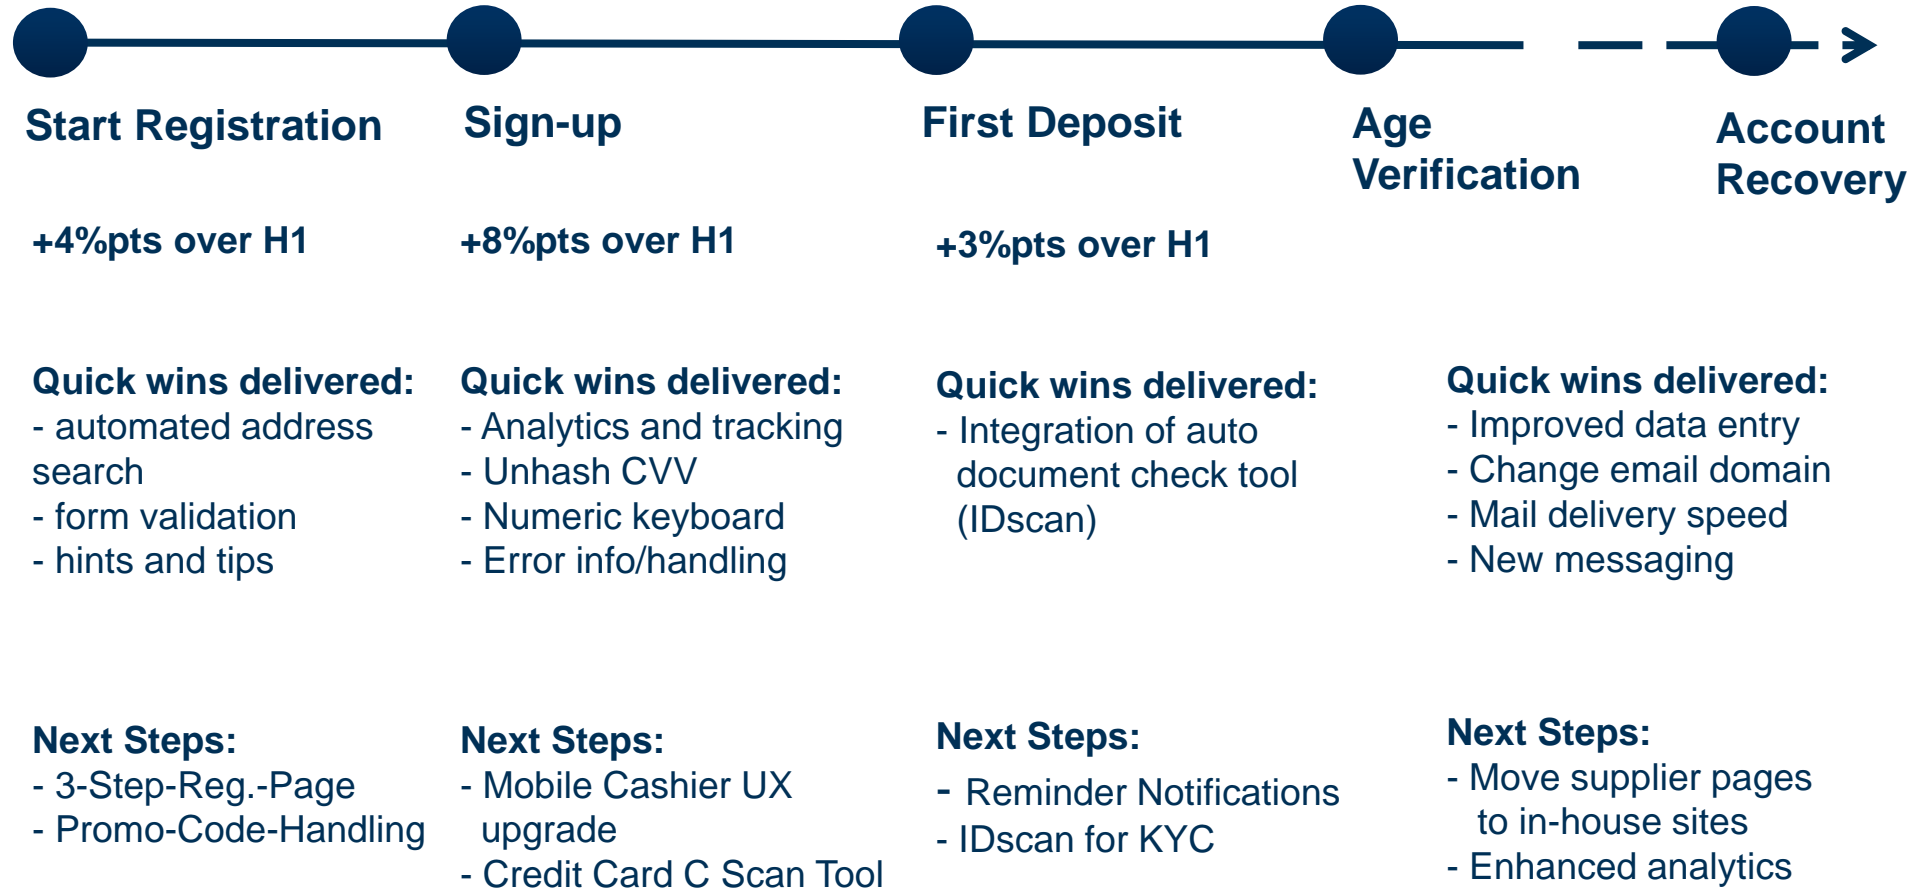 Start Registration
Sign-up
First Deposit
Age
Verification
Account
Recovery
+4%pts over H1
+8%pts over H1
+3%pts over H1
Quick wins delivered:
- automated address
search
- form validation
- hints and tips
Quick wins delivered:
- Analytics and tracking
- Unhash CVV
- Numeric keyboard
- Error info/handling
Quick wins delivered:
- Integration of auto
document check tool
(IDscan)
Quick wins delivered:
- Improved data entry
- Change email domain
- Mail delivery speed
- New messaging
Next Steps:
- 3-Step-Reg.-Page
- Promo-Code-Handling
Next Steps:
- Mobile Cashier UX
upgrade
- Credit Card C Scan Tool
Next Steps:
- Reminder Notifications
- IDscan for KYC
Next Steps:
- Move supplier pages
to in-house sites
- Enhanced analytics